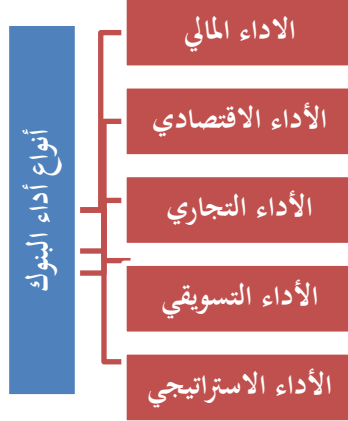 أنواع أداء البنوك
الاداء المالي
الأداء الاقتصادي
الأداء التجاري
الأداء التسويقي
الأداء الاستراتيجي